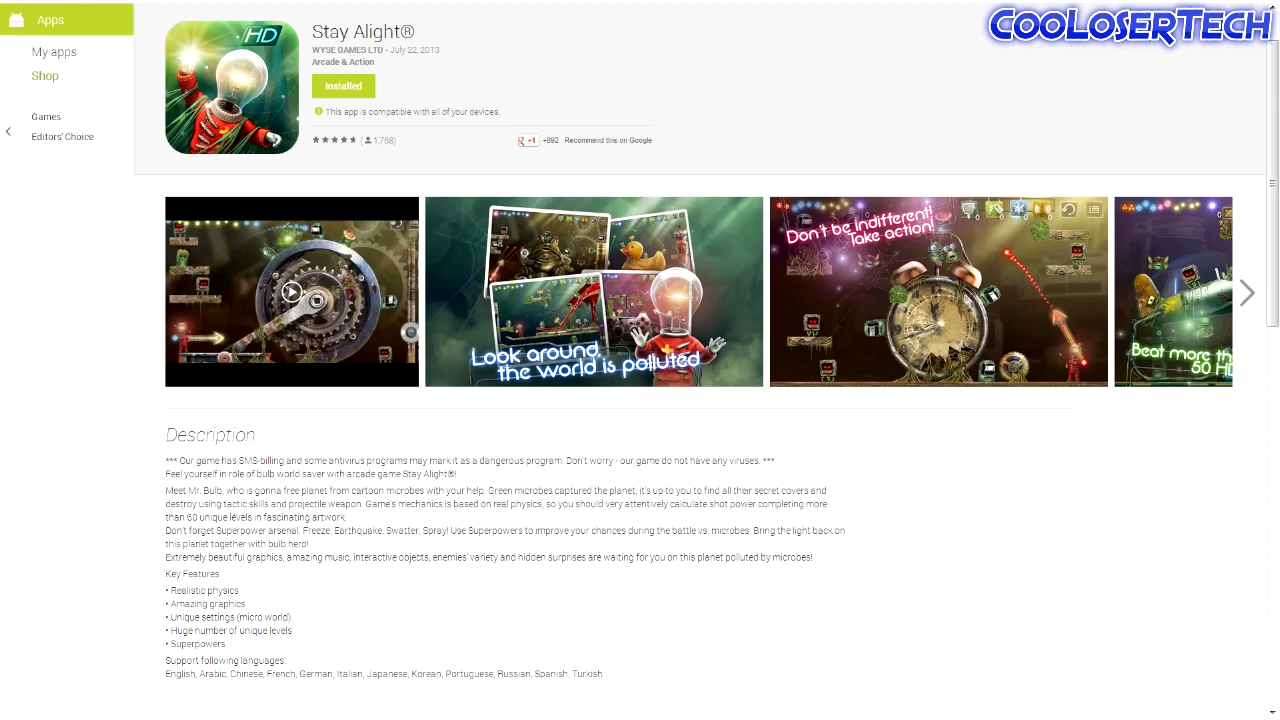 Apps
My apps
Shop
Games
Editors' Choice
CooLoserTech
HD
Stay Alight®
WYSE GAMES LTD - July 22, 2013
Arcade & Action
Installed
This app is compatible with all of your devices.
(1,768)
+1 +692 Recommend this on Google
Look around,
the world is polluted
Don't be indifferent!
Take action!
Beat more th
50 HD
Description
*** Our game has SMS-billing and some antivirus programs may mark it as a dangerous program. Don't worry - our game do not have any viruses. ***
Feel yourself in role of bulb world saver with arcade game Stay Alight®!
Meet Mr. Bulb, who is gonna free planet from cartoon microbes with your help. Green microbes captured the planet, it's up to you to find all their secret covers and
destroy using tactic skills and projectile weapon. Game's mechanics is based on real physics, so you should very attentively calculate shot power completing more
than 60 unique levels in fascinating artwork.
Don't forget Superpower arsenal: Freeze, Earthquake, Swatter, Spray! Use Superpowers to improve your chances during the battle vs. microbes. Bring the light back on
this planet together with bulb hero!
Extremely beautiful graphics, amazing music, interactive objects, enemies' variety and hidden surprises are waiting for you on this planet polluted by microbes!
Key Features
• Realistic physics
• Amazing graphics
• Unique settings (micro world)
• Huge number of unique levels
• Superpowers
Support following languages:
English, Arabic, Chinese, French, German, Italian, Japanese, Korean, Portuguese, Russian, Spanish, Turkish